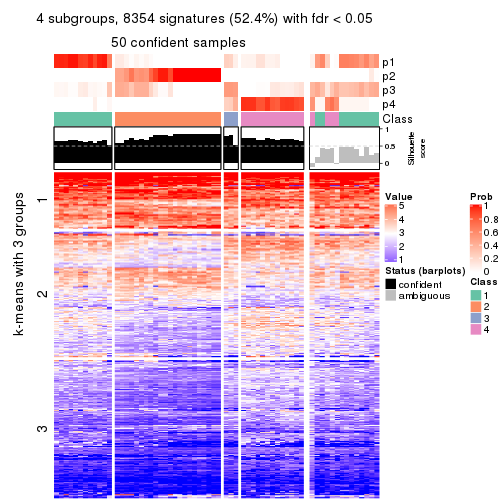 4 subgroups, 8354 signatures (52.4%) with fdr < 0.05
50 confident samples
p1
p2
p3
p4
Class
1
0.5
0
Silhouette
score
k-means with 3 groups
1
2
3
Value
5
4
3
2
1
Prob
1
0.8
0.6
0.4
0.2
0
Status (barplots)
confident
ambiguous
Class
1
2
3
4